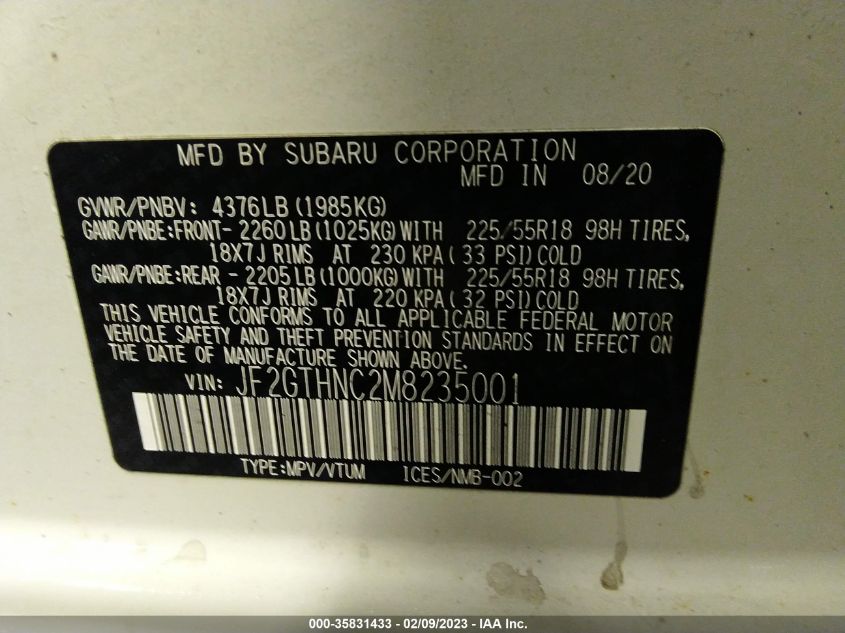 MFD BY SUBARU CORPORATION
MFD IN 08/20
GVWR/PNBV: 4376LB (1985KG)
GAWR/PNBE:FRONT- 2260 LB (1025KG) WITH 225/55R18 98H TIRES,
18X7J RIMS AT 230 KPA ( 33 PSI) COLD
GAWR/PNBE:REAR - 2205 LB (1000KG) WITH 225/55R18 98H TIRES,
18X7J RIMS AT 220 KPA ( 32 PSI) COLD
THIS VEHICLE CONFORMS TO ALL APPLICABLE FEDERAL MOTOR
VEHICLE SAFETY AND THEFT PREVENTION STANDARDS IN EFFECT ON
THE DATE OF MANUFACTURE SHOWN ABOVE.
VIN: JF2GTHNC2M8235001
TYPE:MPV/VTUM ICES/NMB-002
000-35831433 - 02/09/2023 - IAA Inc.